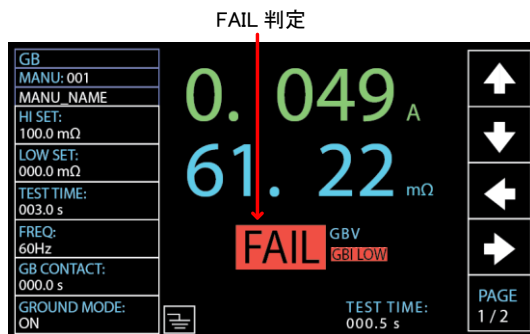 FAIL 判定
GB
MANU: 001
MANU_NAME
HI SET:
100.0 mΩ
LOW SET:
000.0 mΩ
TEST TIME:
003.0 s
FREQ:
60Hz
GB CONTACT:
000.0 s
GROUND MODE:
ON
0. 049 A
61. 22 mΩ
FAIL
GBV
GBI LOW
TEST TIME:
000.5 s
PAGE
1 / 2